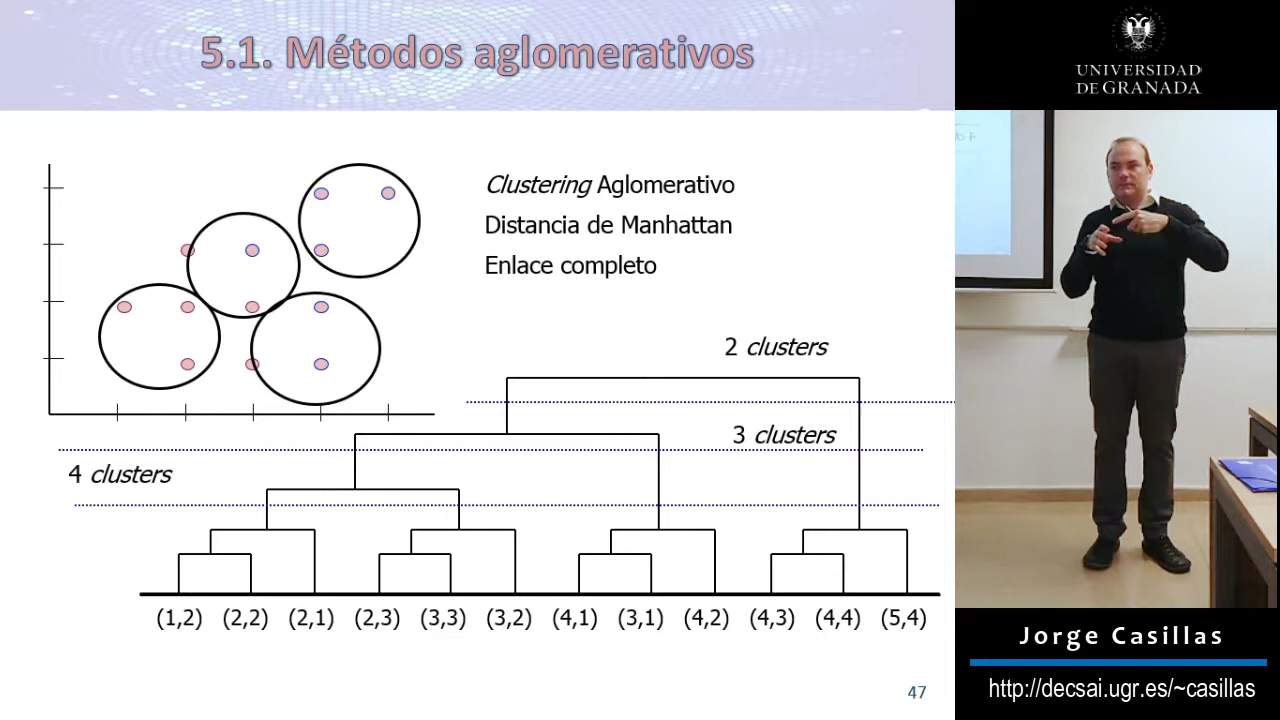 5.1. Métodos aglomerativos
UNIVERSIDAD
DE GRANADA
Clustering Aglomerativo
Distancia de Manhattan
Enlace completo
2 clusters
3 clusters
4 clusters
(1,2) (2,2) (2,1) (2,3) (3,3) (3,2) (4,1) (3,1) (4,2) (4,3) (4,4) (5,4)
47
Jorge Casillas
http://decsai.ugr.es/~casillas